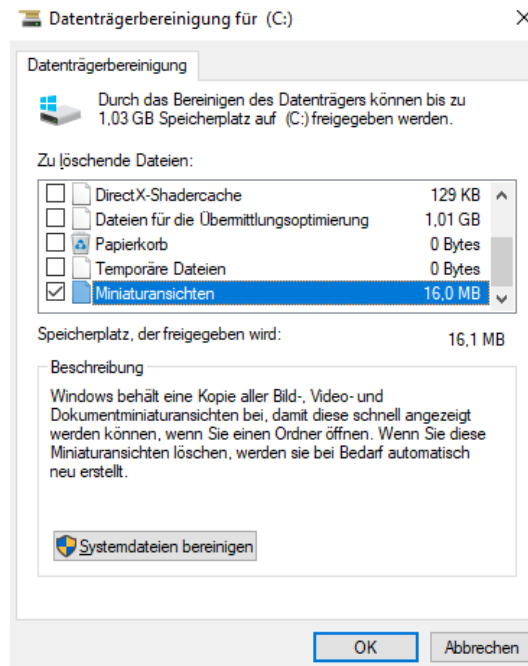 Datenträgerbereinigung für  (C:)
Datenträgerbereinigung
Durch das Bereinigen des Datenträgers können bis zu
1,03 GB Speicherplatz auf  (C:) freigegeben werden.
Zu löschende Dateien:
DirectX-Shadercache 129 KB
Dateien für die Übermittlungsoptimierung 1,01 GB
Papierkorb 0 Bytes
Temporäre Dateien 0 Bytes
Miniaturansichten 16,0 MB
Speicherplatz, der freigegeben wird: 16,1 MB
Beschreibung
Windows behält eine Kopie aller Bild-, Video- und
Dokumentminiaturansichten bei, damit diese schnell angezeigt
werden können, wenn Sie einen Ordner öffnen. Wenn Sie diese
Miniaturansichten löschen, werden sie bei Bedarf automatisch
neu erstellt.
Systemdateien bereinigen
OK Abbrechen